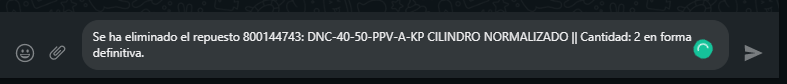 Se ha eliminado el repuesto 800144743: DNC-40-50-PPV-A-KP CILINDRO NORMALIZADO || Cantidad: 2 en forma
definitiva.